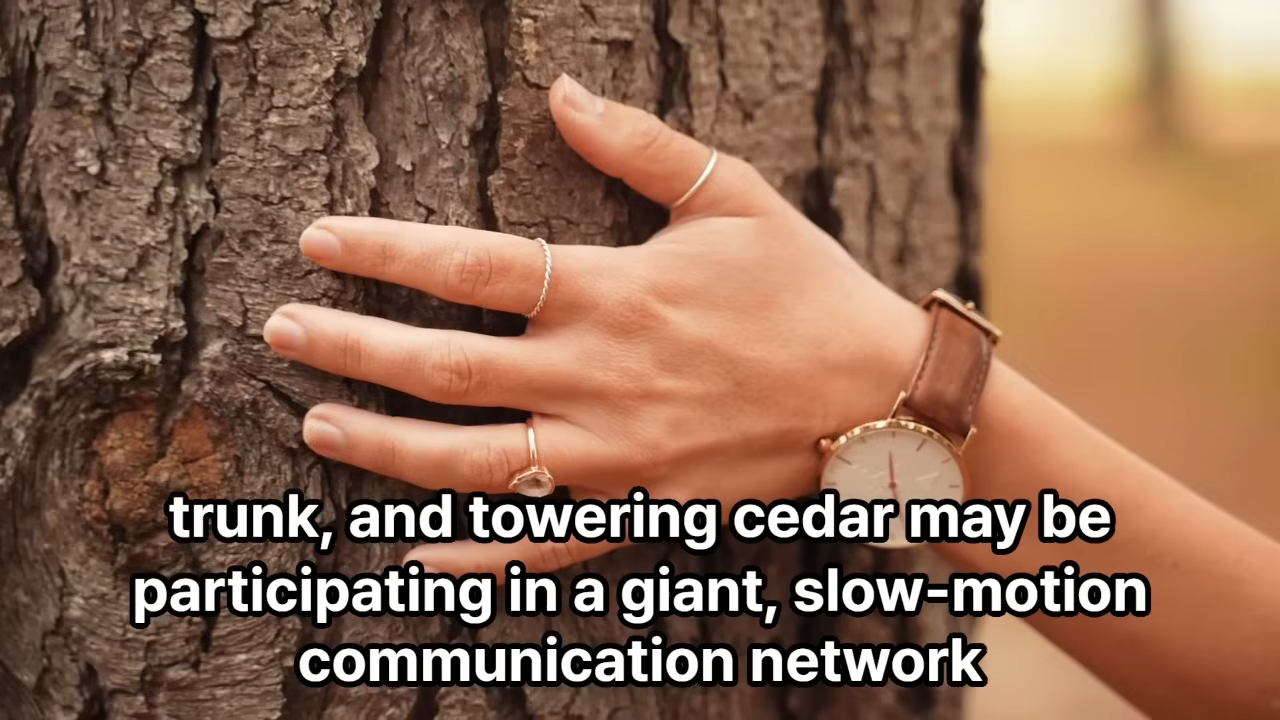 trunk, and towering cedar may be
participating in a giant, slow-motion
communication network